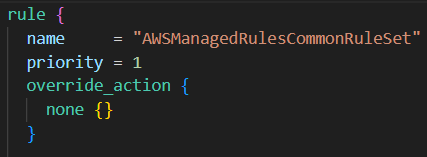 rule {
  name     = "AWSManagedRulesCommonRuleSet"
  priority = 1
  override_action {
    none {}
  }